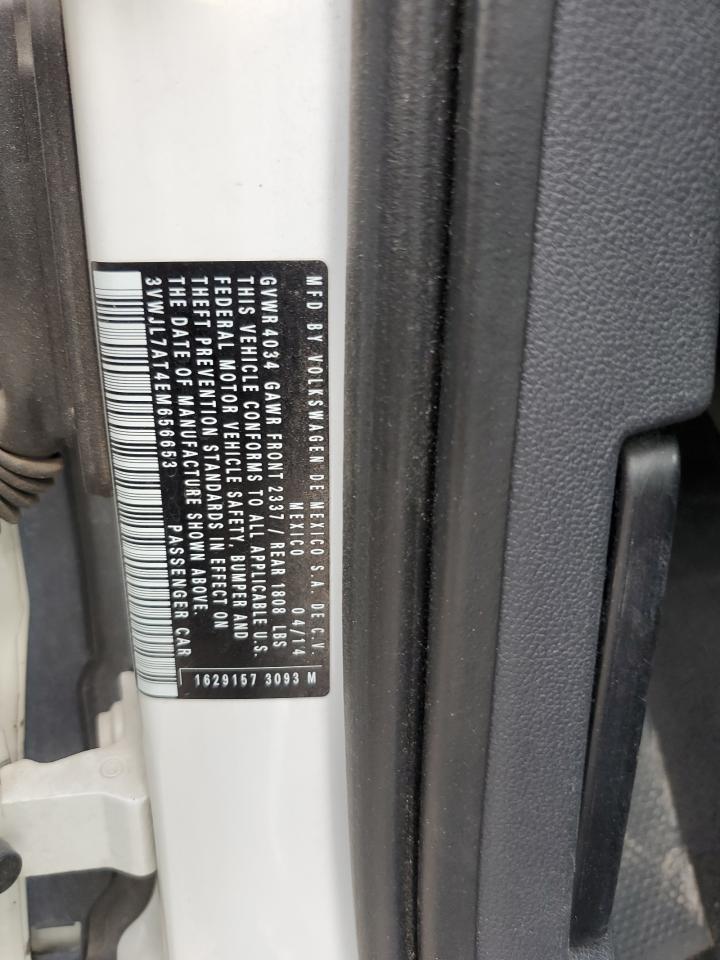 MFD BY VOLKSWAGEN DE MEXICO S.A. DE C.V.
MEXICO 04/14
GVWR 4034 GAWR FRONT 2337/ REAR 1808 LBS
THIS VEHICLE CONFORMS TO ALL APPLICABLE U.S.
FEDERAL MOTOR VEHICLE SAFETY, BUMPER AND
THEFT PREVENTION STANDARDS IN EFFECT ON
THE DATE OF MANUFACTURE SHOWN ABOVE.
3VWJL7AT4EM656653 PASSENGER CAR
1629157 3093 M